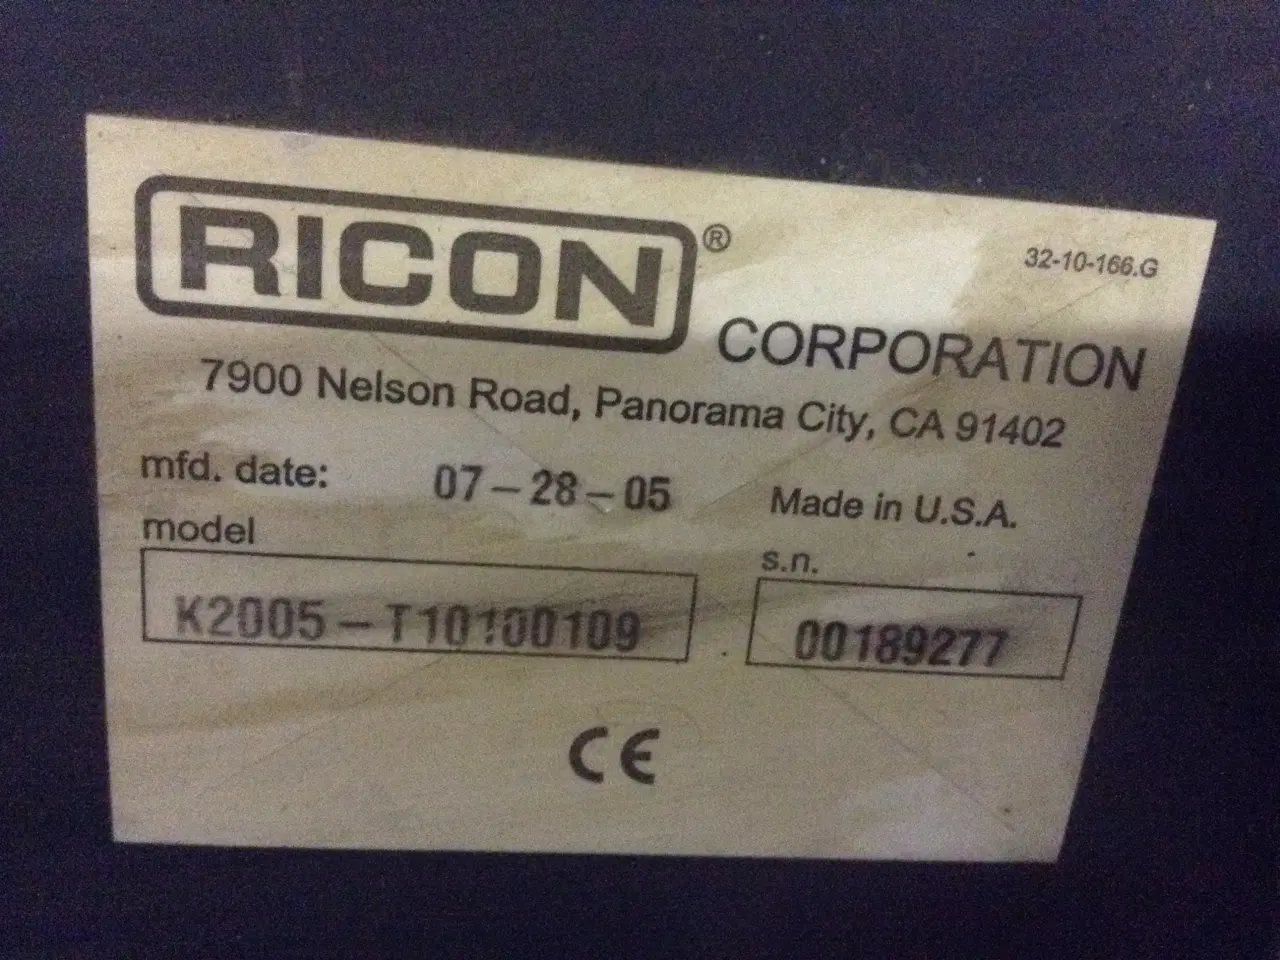 RICON®
32-10-166.G
CORPORATION
7900 Nelson Road, Panorama City, CA 91402
mfd. date: 07-28-05 Made in U.S.A.
model s.n.
K2005-T10100109 00189277
CE